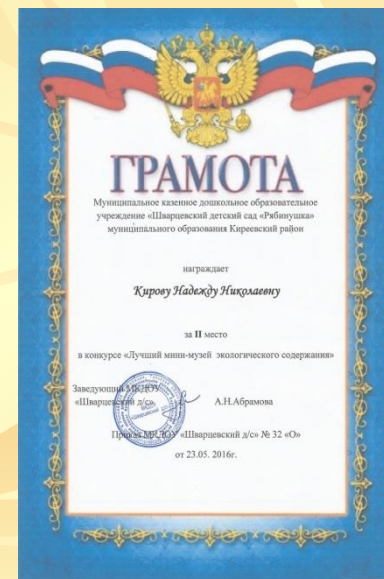 ГРАМОТА
Муниципальное казенное дошкольное образовательное
учреждение «Шварцевский детский сад «Рябинушка»
муниципального образования Киреевский район
награждает
Кирову Надежду Николаевну
за II место
в конкурсе «Лучший мини-музей экологического содержания»
Заведующий МКДОУ
«Шварцевский д/с» А.Н.Абрамова
Приказ МКДОУ «Шварцевский д/с» № 32 «О»
от 23.05. 2016г.